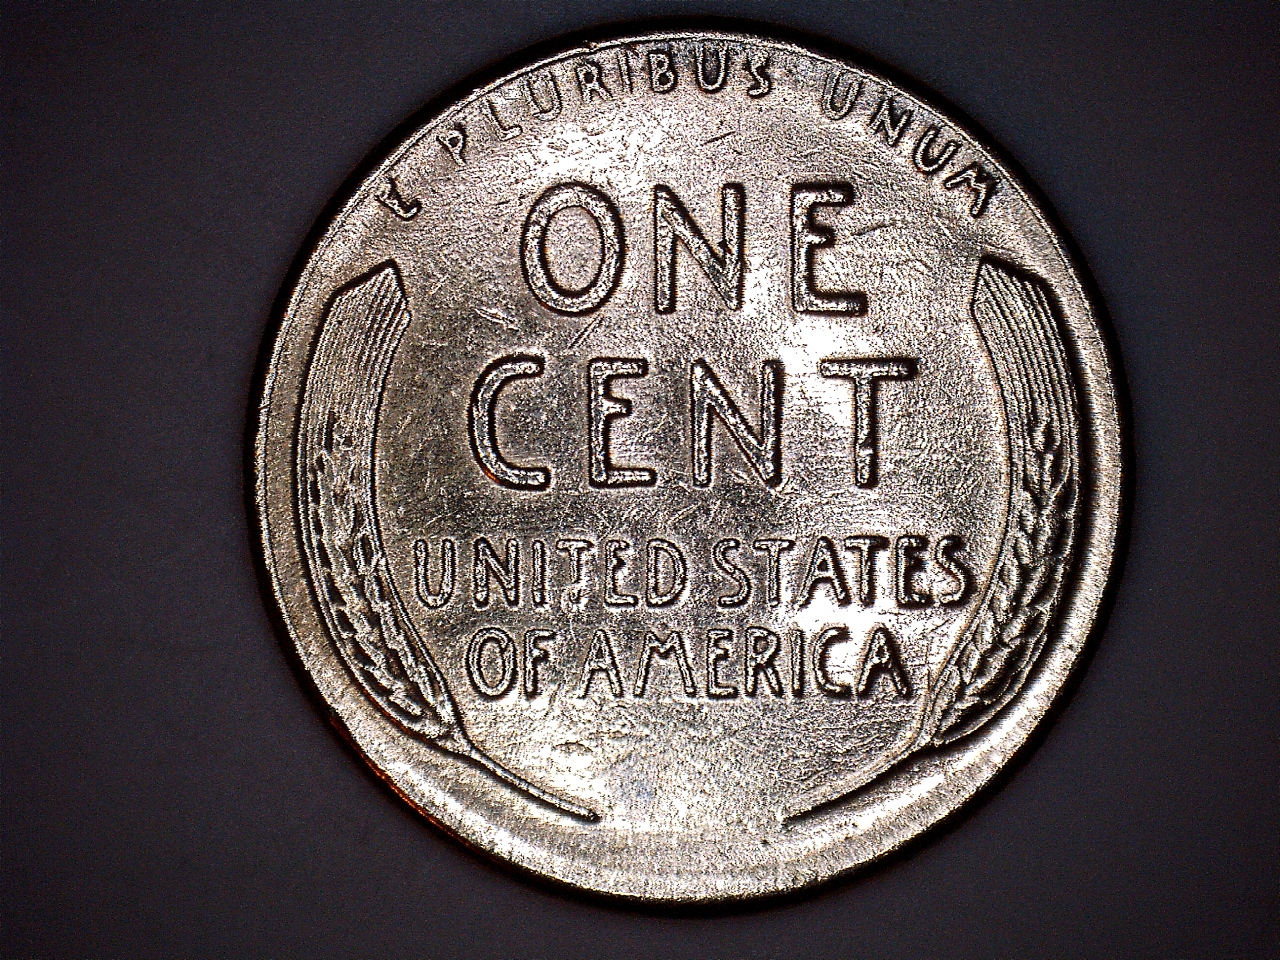 E PLURIBUS UNUM
ONE
CENT
UNITED STATES
OF AMERICA